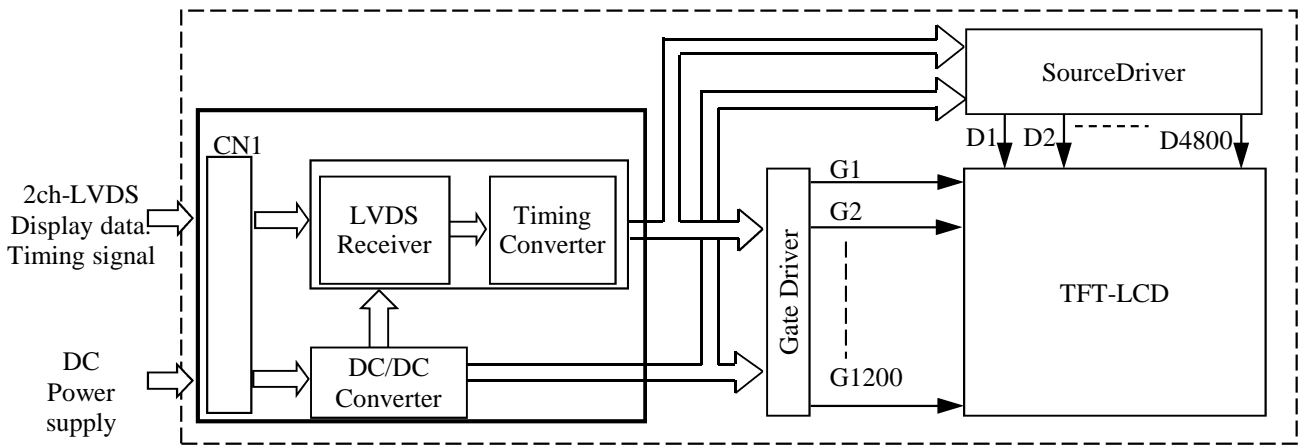 2ch-LVDS
Display data.
Timing signal
DC
Power
supply
CN1
LVDS
Receiver
Timing
Converter
DC/DC
Converter
SourceDriver
D1
D2
D4800
Gate Driver
G1
G2
G1200
TFT-LCD